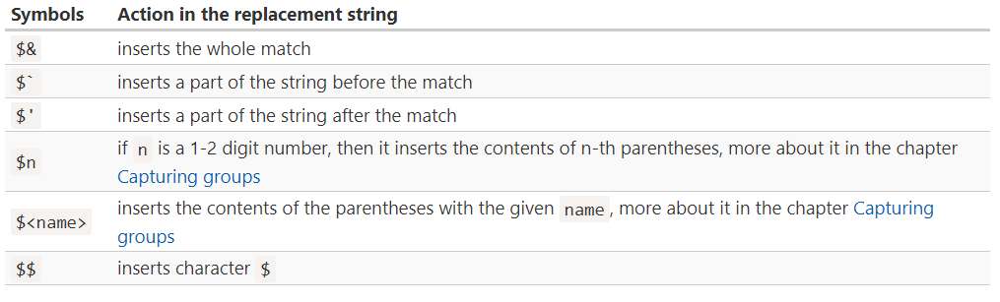 Symbols Action in the replacement string
$& inserts the whole match
$` inserts a part of the string before the match
$' inserts a part of the string after the match
$n if n is a 1-2 digit number, then it inserts the contents of n-th parentheses, more about it in the chapter
Capturing groups
$<name> inserts the contents of the parentheses with the given name , more about it in the chapter Capturing
groups
$$ inserts character $